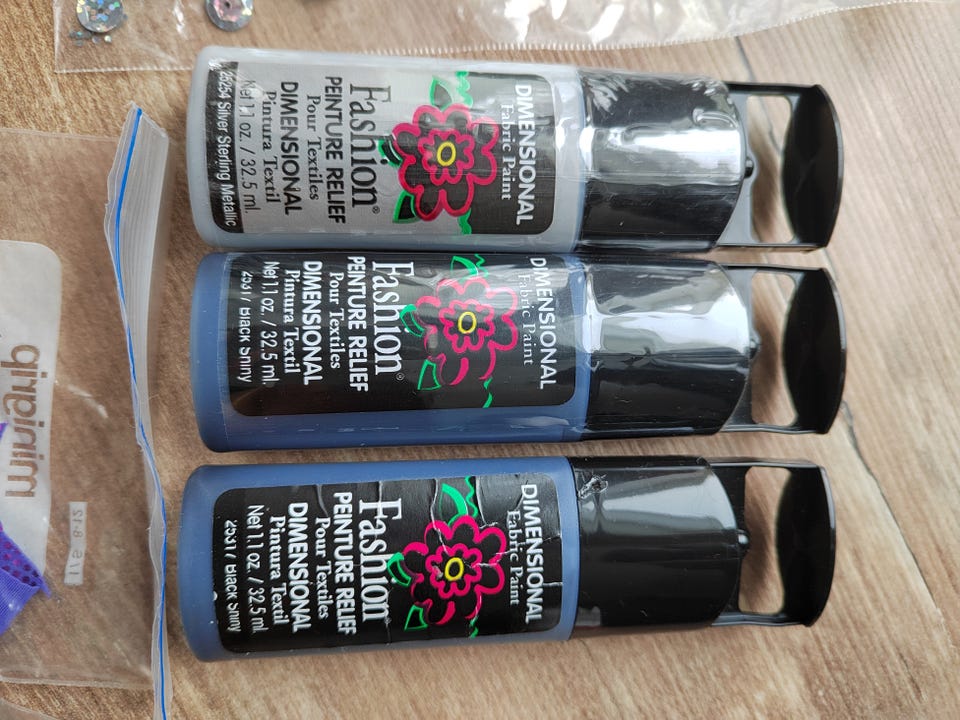 DIMENSIONAL
Fabric Paint
Fashion®
PEINTURE RELIEF
Pour Textiles
DIMENSIONAL
Pintura Textil
Net 1.1 oz. / 32.5 ml.
25254 Silver Sterling Metallic
DIMENSIONAL
Fabric Paint
Fashion®
PEINTURE RELIEF
Pour Textiles
DIMENSIONAL
Pintura Textil
Net 1.1 oz. / 32.5 ml.
Black Shiny
DIMENSIONAL
Fabric Paint
Fashion®
PEINTURE RELIEF
Pour Textiles
DIMENSIONAL
Pintura Textil
Net 1.1 oz. / 32.5 ml.
Black Shiny